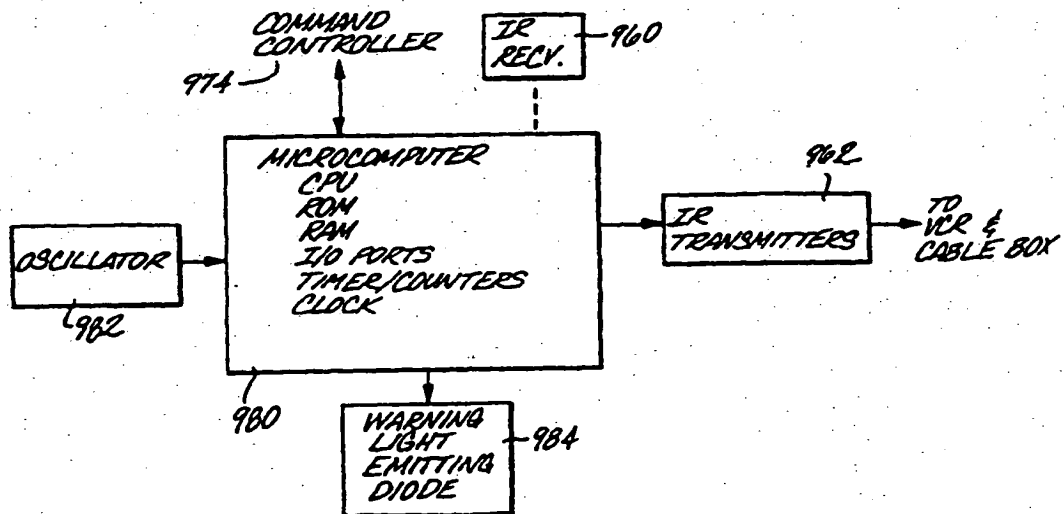 COMMAND
CONTROLLER
974
IR
RECV.
960
MICROCOMPUTER
CPU
ROM
RAM
I/O PORTS
TIMER/COUNTERS
CLOCK
980
OSCILLATOR
982
962
IR
TRANSMITTERS
TO
VCR &
CABLE BOX
WARNING
LIGHT
EMITTING
DIODE
984